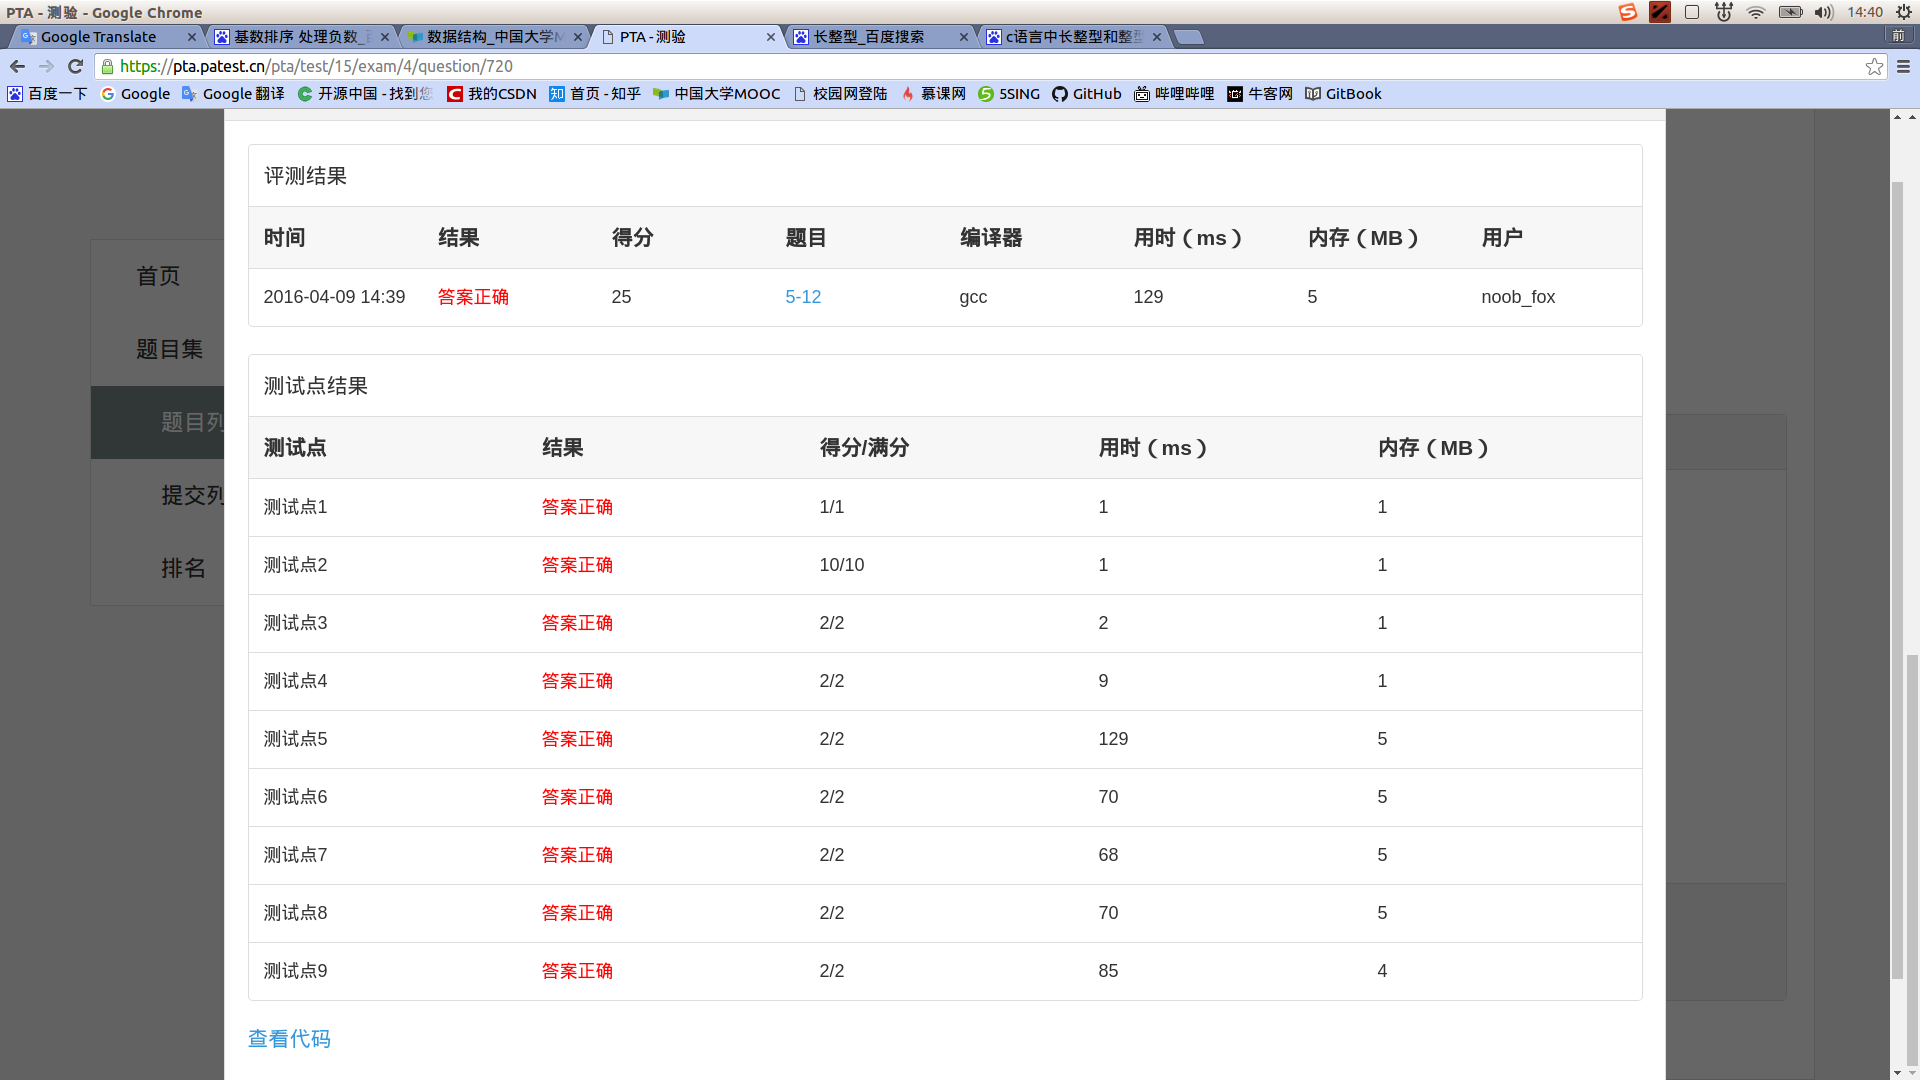 PTA - 测验 - Google Chrome
14:40
Google Translate
基数排序 处理负数_
数据结构_中国大学
PTA - 测验
长整型_百度搜索
c语言中长整型和整
前
https://pta.patest.cn/pta/test/15/exam/4/question/720
百度一下 Google Google 翻译 开源中国 - 找到您 我的CSDN 首页 - 知乎 中国大学MOOC 校园网登陆 慕课网 5SING GitHub 哔哩哔哩 牛客网 GitBook
首页
题目集
题目列
提交列
排名
评测结果
时间 结果 得分 题目 编译器 用时（ms） 内存（MB） 用户
2016-04-09 14:39 答案正确 25 5-12 gcc 129 5 noob_fox
测试点结果
测试点 结果 得分/满分 用时（ms） 内存（MB）
测试点1 答案正确 1/1 1 1
测试点2 答案正确 10/10 1 1
测试点3 答案正确 2/2 2 1
测试点4 答案正确 2/2 9 1
测试点5 答案正确 2/2 129 5
测试点6 答案正确 2/2 70 5
测试点7 答案正确 2/2 68 5
测试点8 答案正确 2/2 70 5
测试点9 答案正确 2/2 85 4
查看代码